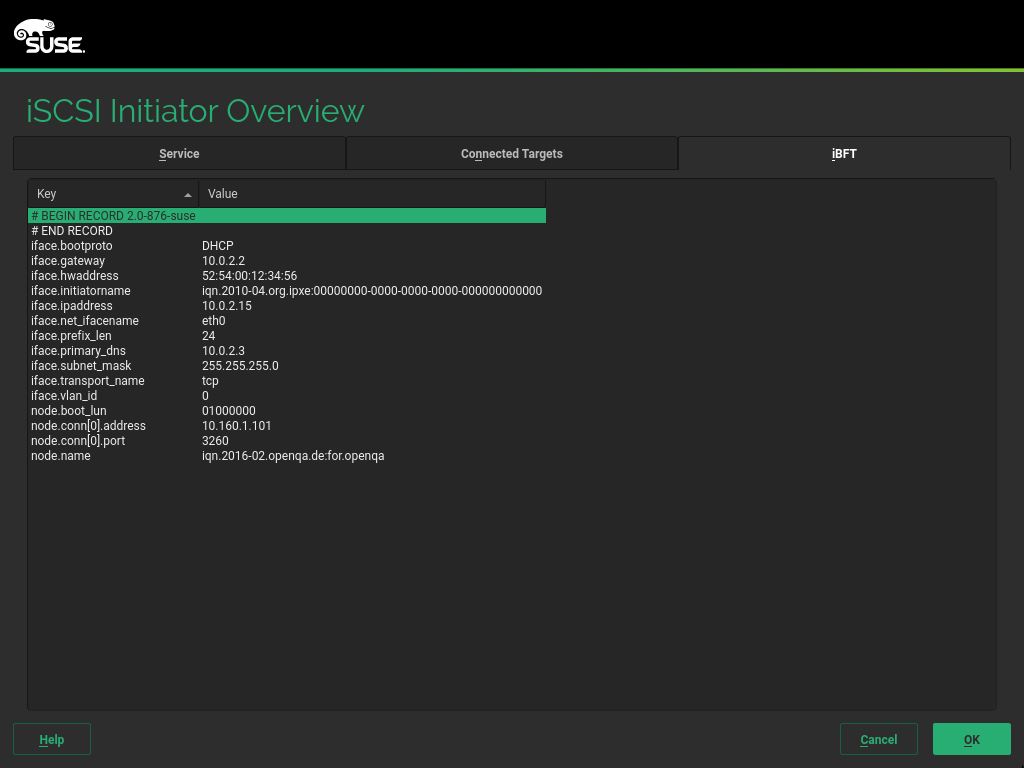 SUSE.
iSCSI Initiator Overview
Service Connected Targets iBFT
Key Value
# BEGIN RECORD 2.0-876-suse
# END RECORD
iface.bootproto DHCP
iface.gateway 10.0.2.2
iface.hwaddress 52:54:00:12:34:56
iface.initiatorname iqn.2010-04.org.ipxe:00000000-0000-0000-0000-000000000000
iface.ipaddress 10.0.2.15
iface.net_ifacename eth0
iface.prefix_len 24
iface.primary_dns 10.0.2.3
iface.subnet_mask 255.255.255.0
iface.transport_name tcp
iface.vlan_id 0
node.boot_lun 01000000
node.conn[0].address 10.160.1.101
node.conn[0].port 3260
node.name iqn.2016-02.openqa.de:for.openqa
Help Cancel OK